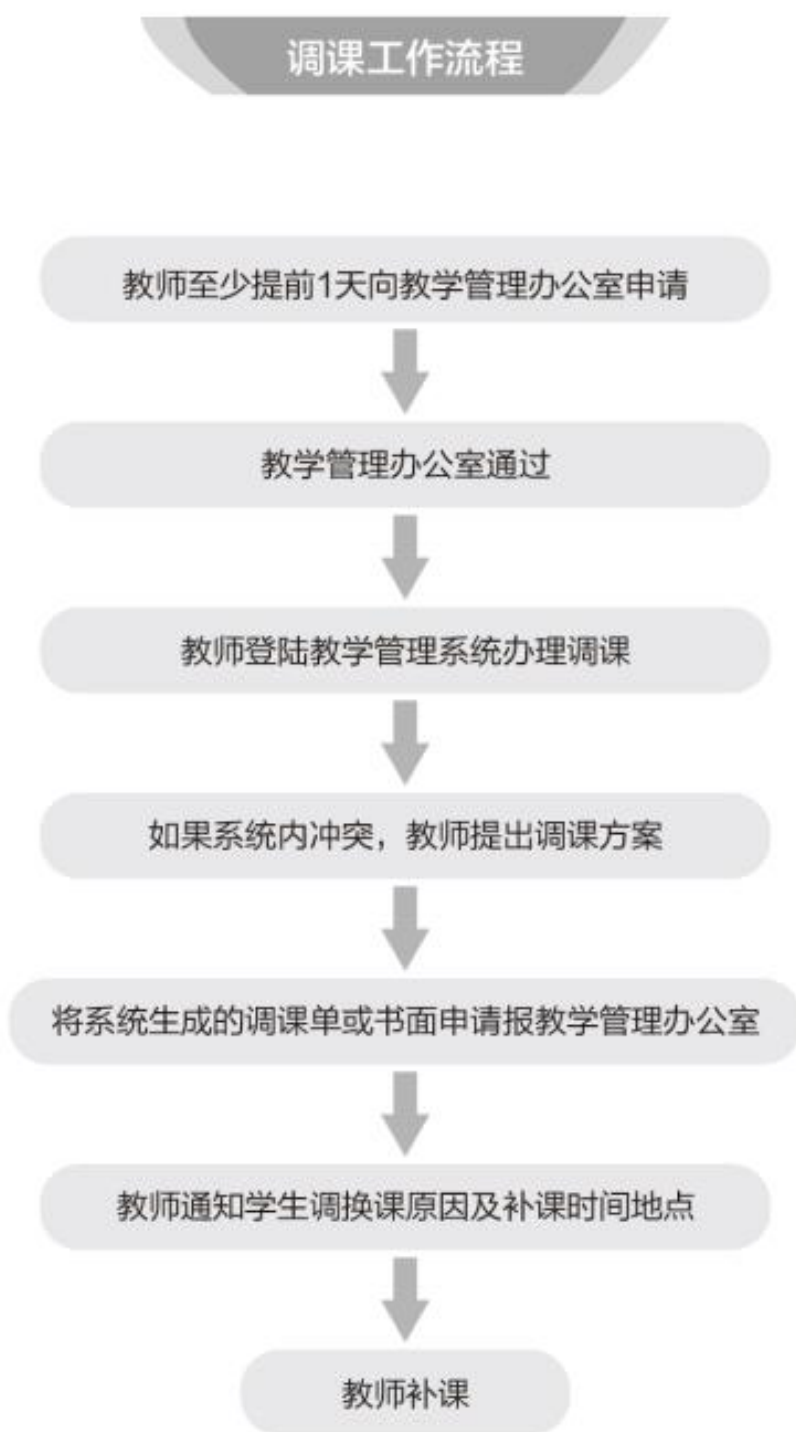 调课工作流程
教师至少提前1天向教学管理办公室申请
教学管理办公室通过
教师登陆教学管理系统办理调课
如果系统内冲突，教师提出调课方案
将系统生成的调课单或书面申请报教学管理办公室
教师通知学生调换课原因及补课时间地点
教师补课